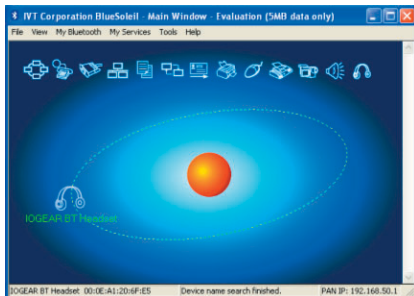 IVT Corporation BlueSoleil - Main Window - Evaluation (5MB data only)
File View My Bluetooth My Services Tools Help
IOGEAR BT Headset
IOGEAR BT Headset 00:0E:A1:20:6F:E5 Device name search finished. PAN IP: 192.168.50.1